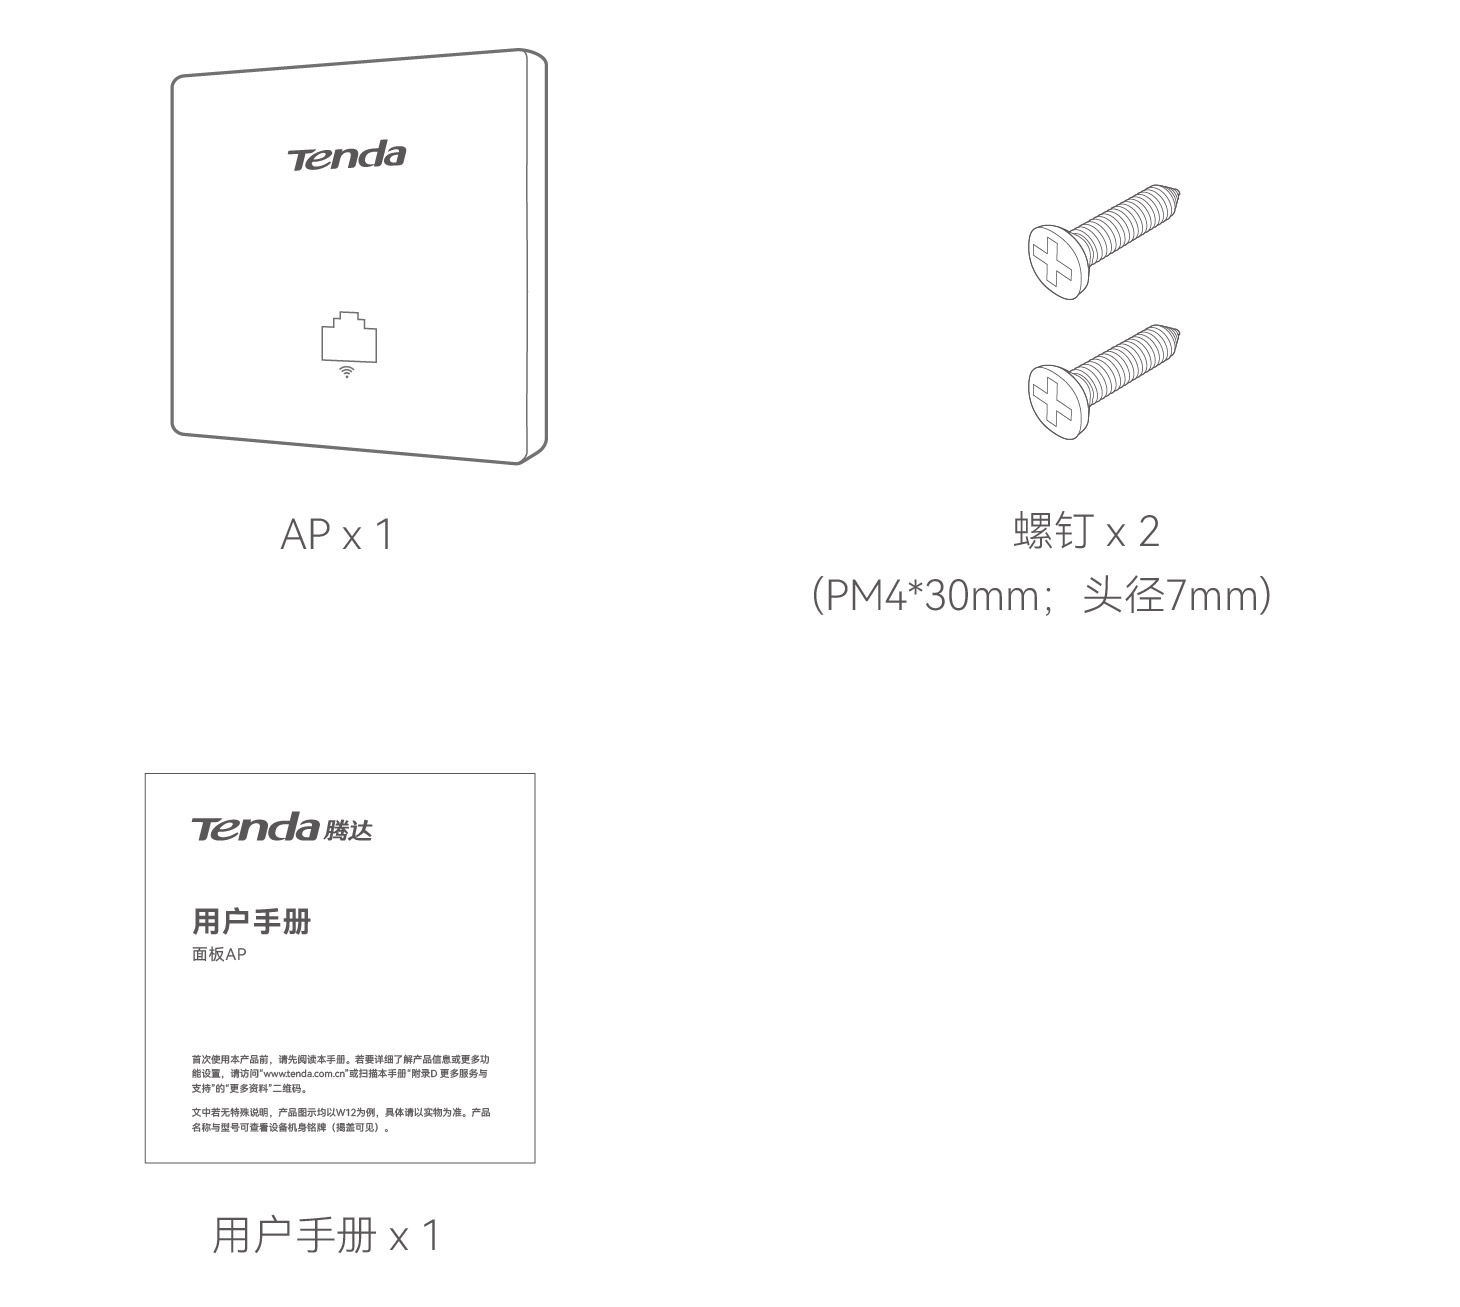 Tenda
AP x 1
螺钉 x 2
(PM4*30mm；头径7mm)
Tenda腾达
用户手册
面板AP
首次使用本产品前，请先阅读本手册。若要详细了解产品信息或更多功
能设置，请访问“www.tenda.com.cn”或扫描本手册“附录D 更多服务与
支持”的“更多资料”二维码。
文中若无特殊说明，产品图示均以W12为例，具体请以实物为准。产品
名称与型号可查看设备机身铭牌（揭盖可见）。
用户手册 x 1